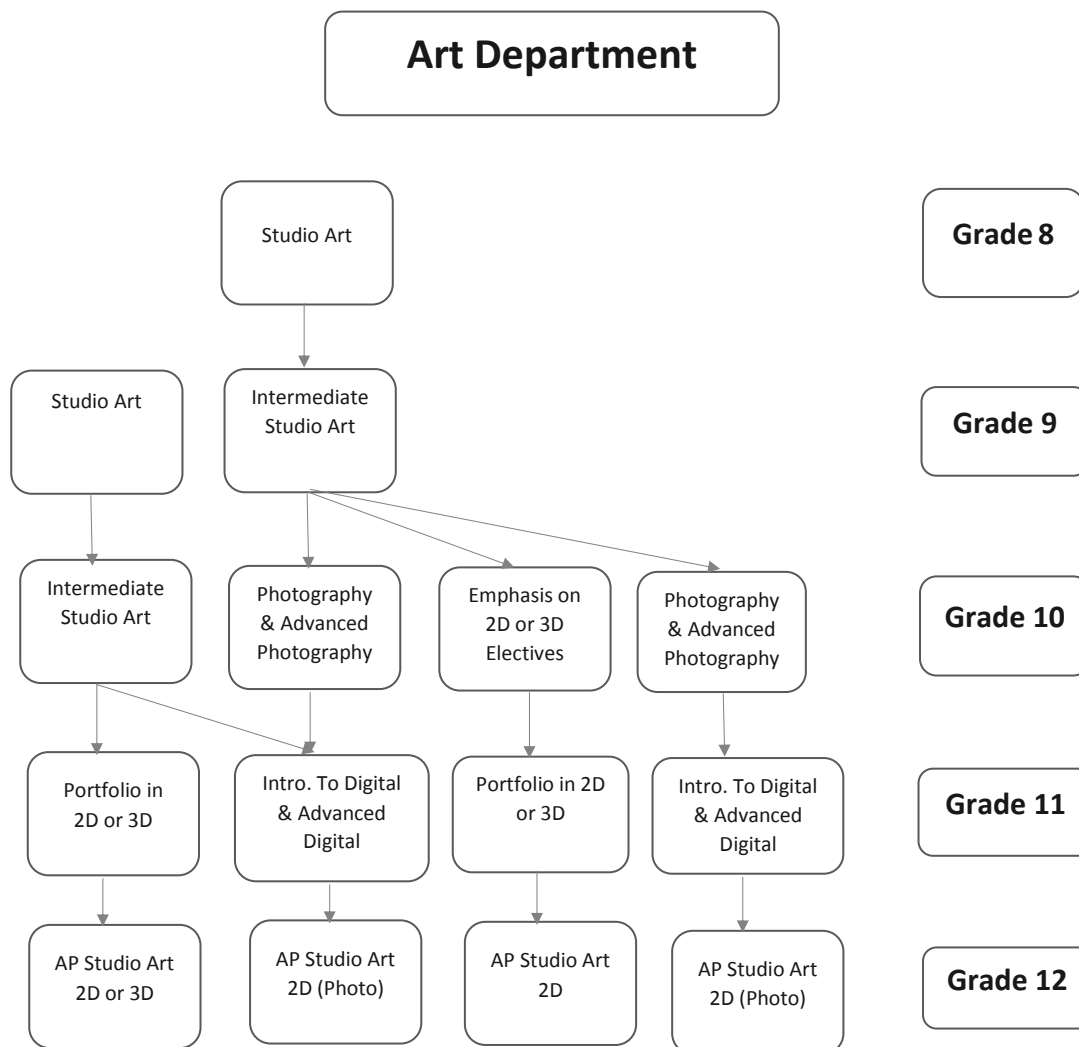 Art Department
Studio Art
Grade 8
Studio Art
Intermediate
Studio Art
Grade 9
Intermediate
Studio Art
Photography
& Advanced
Photography
Emphasis on
2D or 3D
Electives
Photography
& Advanced
Photography
Grade 10
Portfolio in
2D or 3D
Intro. To Digital
& Advanced
Digital
Portfolio in 2D
or 3D
Intro. To Digital
& Advanced
Digital
Grade 11
AP Studio Art
2D or 3D
AP Studio Art
2D (Photo)
AP Studio Art
2D
AP Studio Art
2D (Photo)
Grade 12